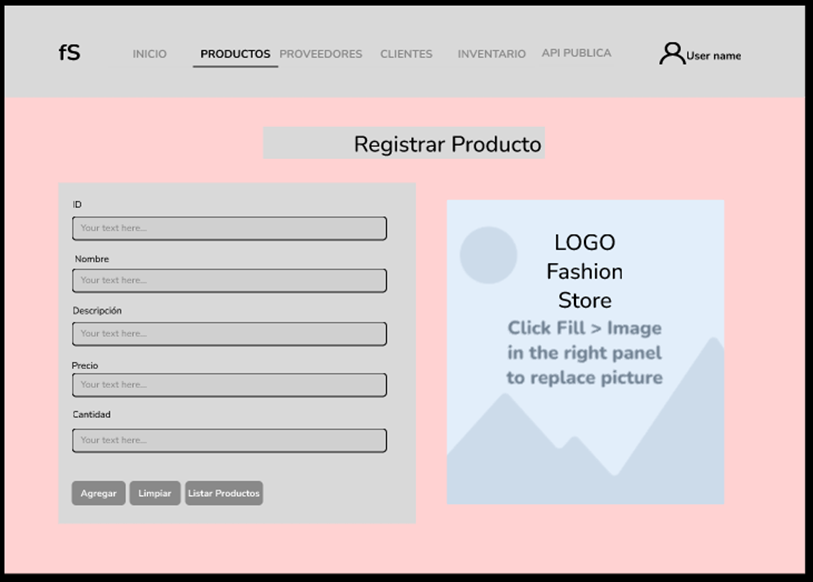 fS
INICIO
PRODUCTOS
PROVEEDORES
CLIENTES
INVENTARIO
API PUBLICA
User name
Registrar Producto
ID
Your text here...
Nombre
Your text here...
Descripción
Your text here...
Precio
Your text here...
Cantidad
Your text here...
Agregar
Limpiar
Listar Productos
LOGO
Fashion
Store
Click Fill > Image
in the right panel
to replace picture